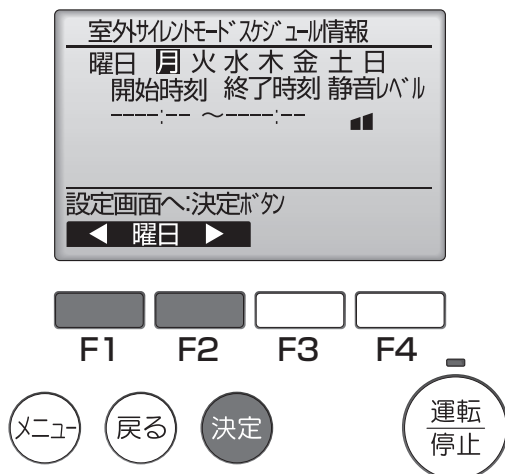 室外サイレントモードスケジュール情報
曜日 月 火 水 木 金 土 日
開始時刻 終了時刻 静音レベル
----:-- ～----:--
設定画面へ:決定ボタン
◀ 曜日 ▶
F1 F2 F3 F4
メニュー 戻る 決定 運転
停止